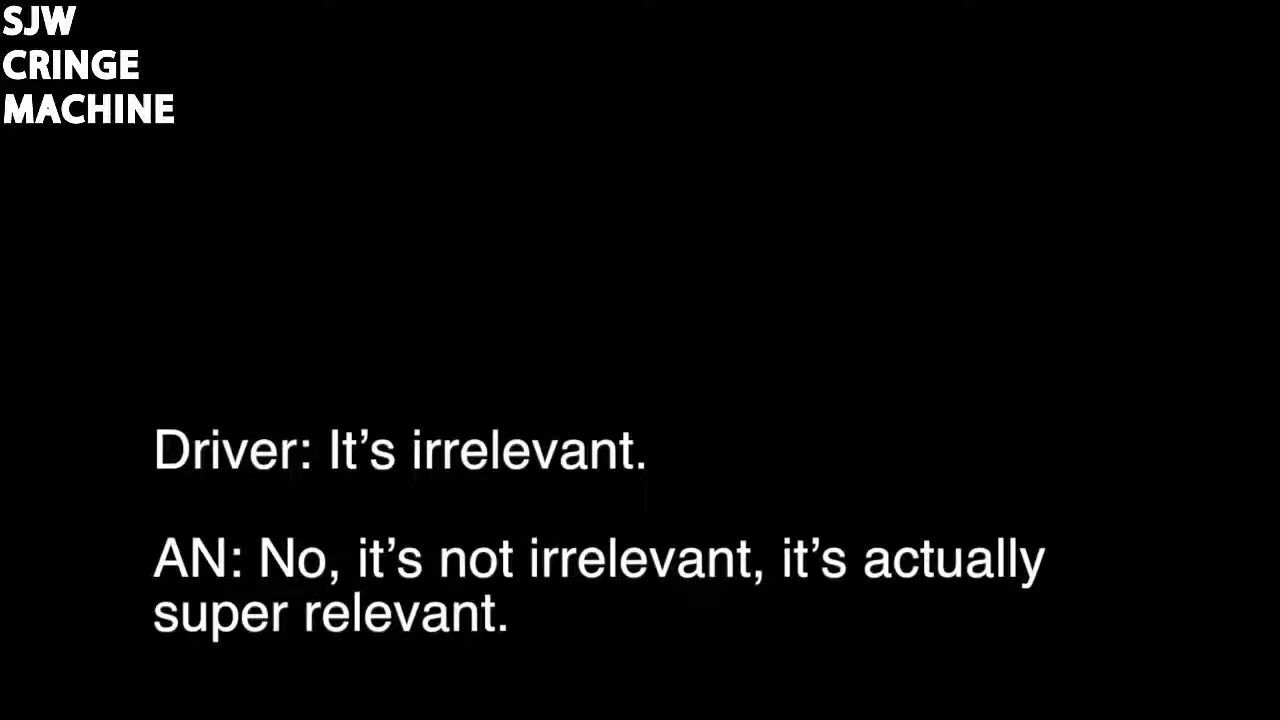 SJW
CRINGE
MACHINE
Driver: It’s irrelevant.
AN: No, it’s not irrelevant, it’s actually
super relevant.